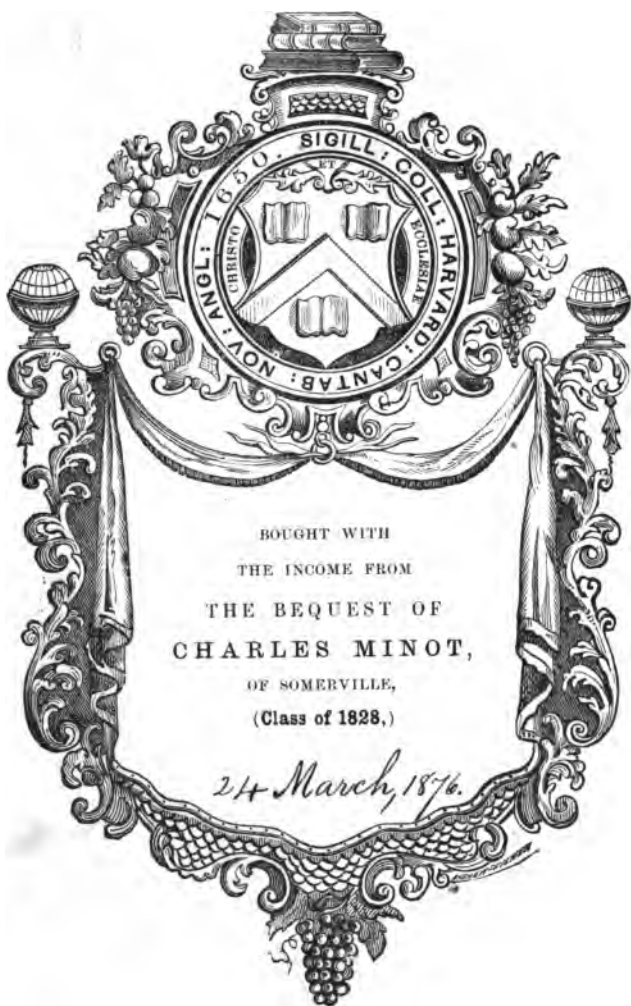 SIGILL: COLL: HARVARD: CANTAB: NOV: ANGL: 1650.
ET
CHRISTO
ECCLESIAE
BOUGHT WITH
THE INCOME FROM
THE BEQUEST OF
CHARLES MINOT,
OF SOMERVILLE,
(Class of 1828,)
24 March, 1876.